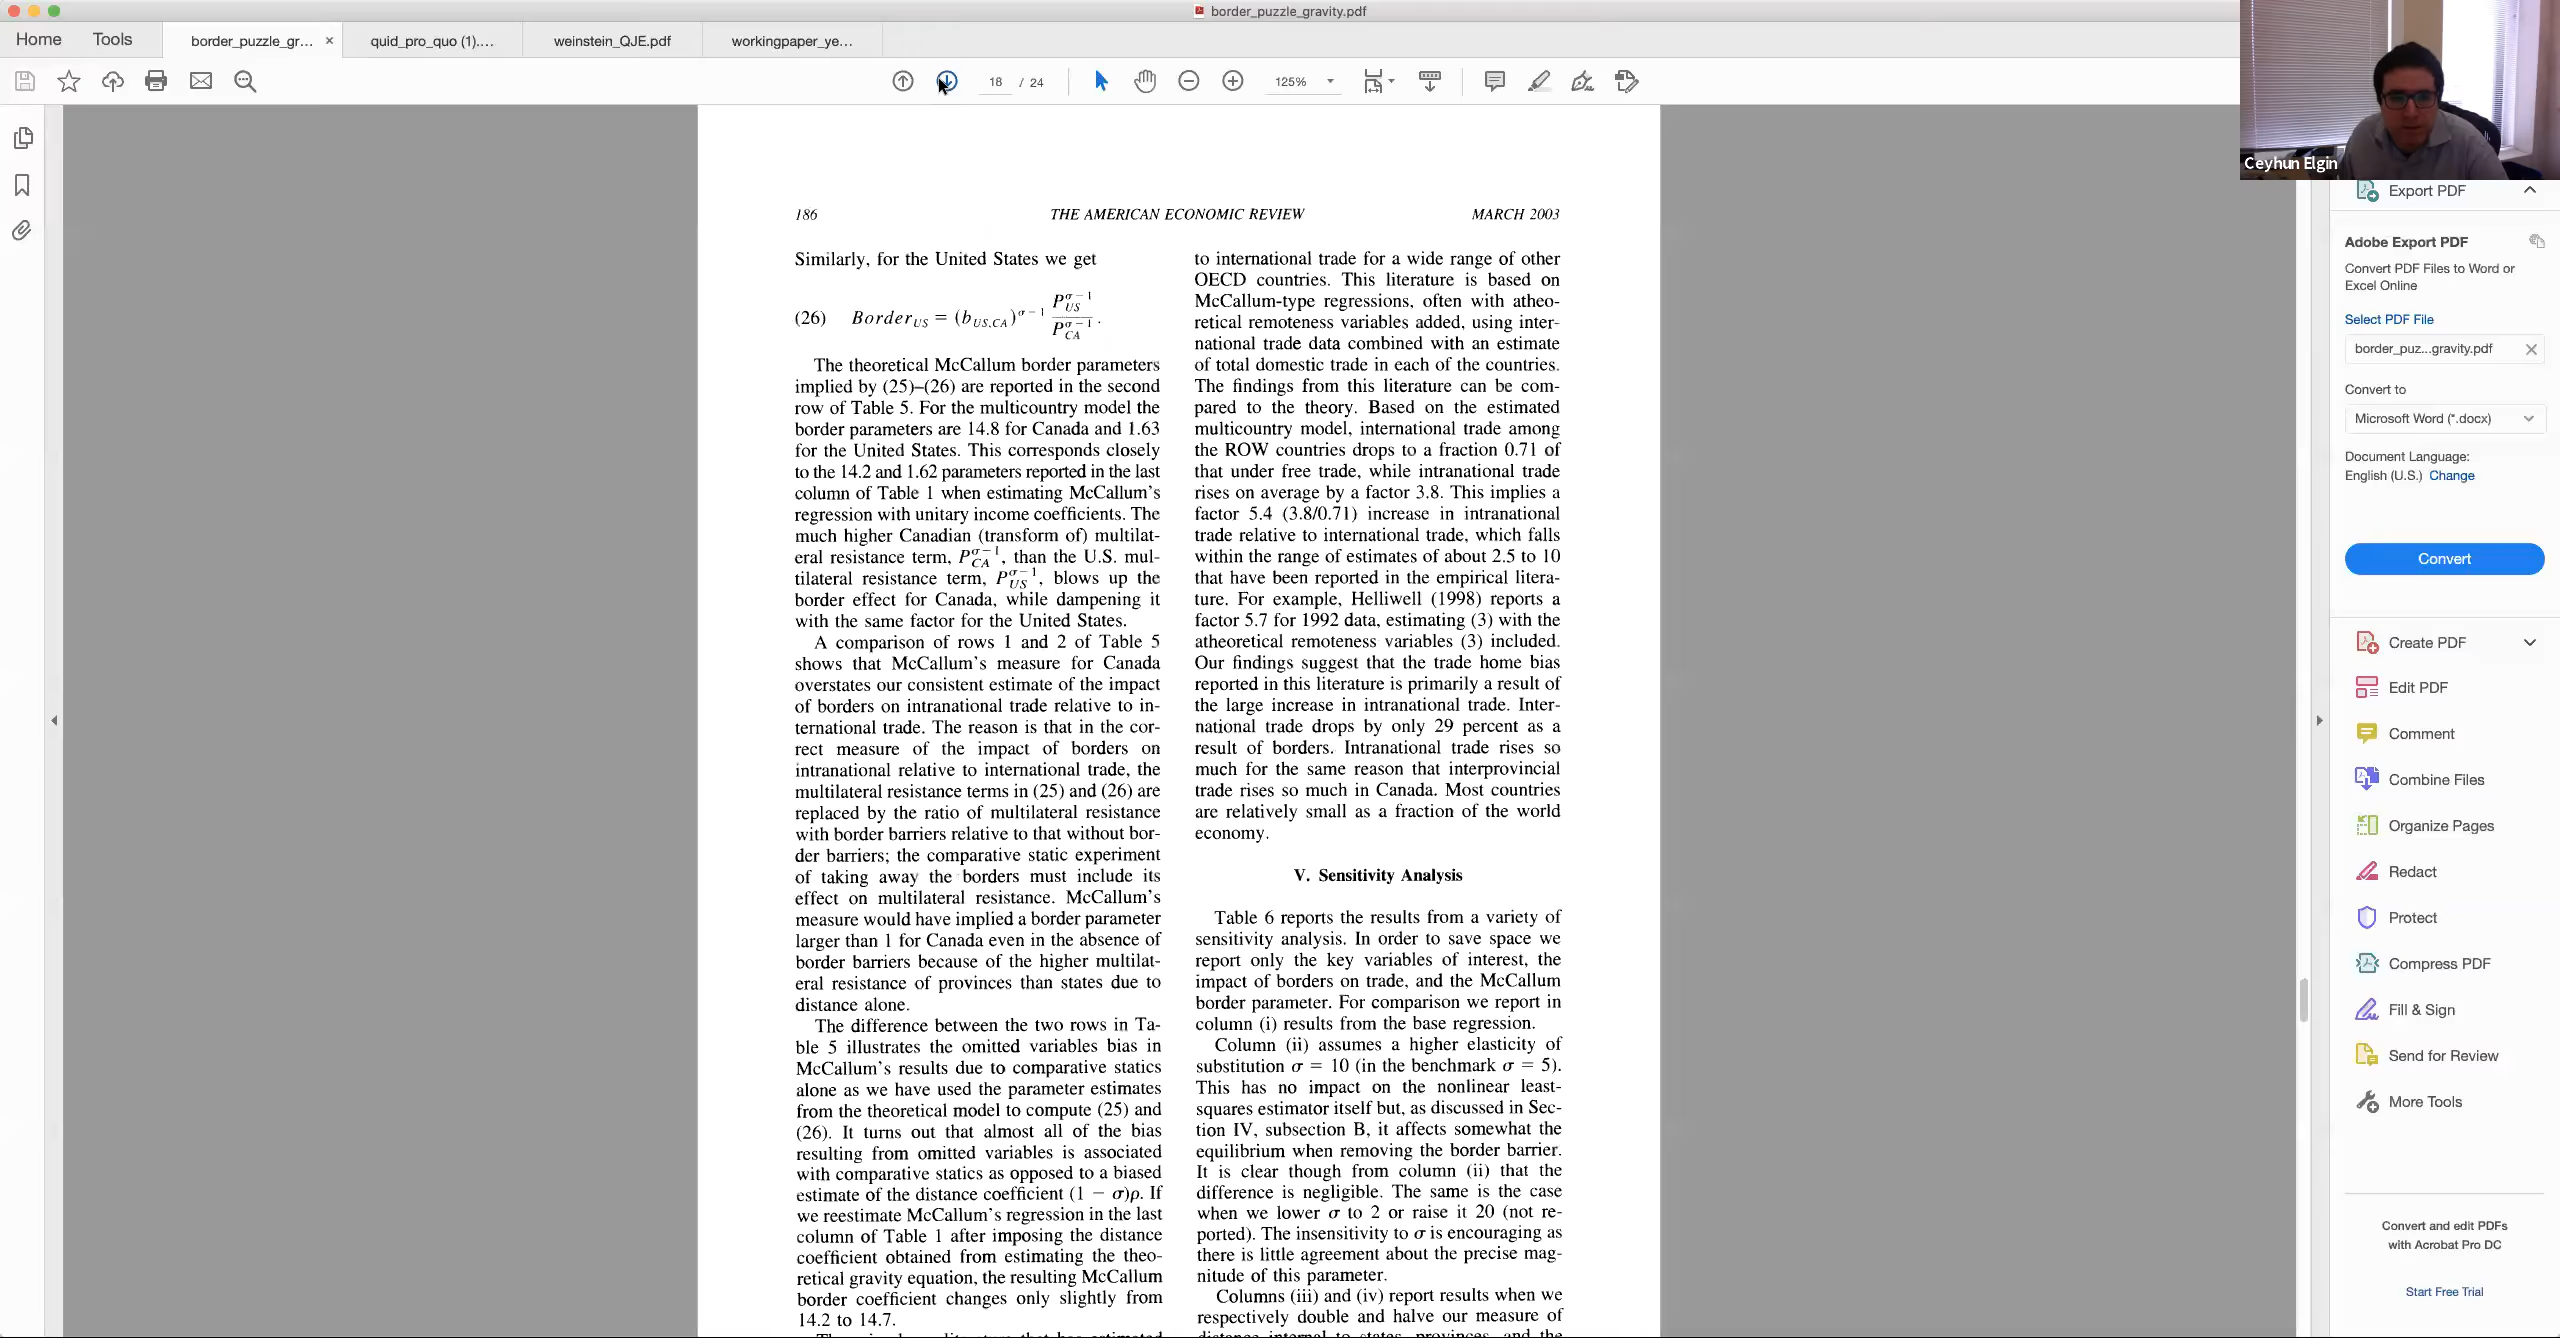 border_puzzle_gravity.pdf
Home
Tools
border_puzzle_gr...
quid_pro_quo (1)....
weinstein_QJE.pdf
workingpaper_ye...
18 / 24
125%
Ceyhun Elgin
186 THE AMERICAN ECONOMIC REVIEW MARCH 2003
Similarly, for the United States we get
(26) Border_US = (b_US,CA)^σ−1 P_US^σ−1 / P_CA^σ−1 .
The theoretical McCallum border parameters
implied by (25)–(26) are reported in the second
row of Table 5. For the multicountry model the
border parameters are 14.8 for Canada and 1.63
for the United States. This corresponds closely
to the 14.2 and 1.62 parameters reported in the last
column of Table 1 when estimating McCallum's
regression with unitary income coefficients. The
much higher Canadian (transform of) multilat-
eral resistance term, P_CA^σ−1, than the U.S. mul-
tilateral resistance term, P_US^σ−1, blows up the
border effect for Canada, while dampening it
with the same factor for the United States.
A comparison of rows 1 and 2 of Table 5
shows that McCallum's measure for Canada
overstates our consistent estimate of the impact
of borders on intranational trade relative to in-
ternational trade. The reason is that in the cor-
rect measure of the impact of borders on
intranational relative to international trade, the
multilateral resistance terms in (25) and (26) are
replaced by the ratio of multilateral resistance
with border barriers relative to that without bor-
der barriers; the comparative static experiment
of taking away the borders must include its
effect on multilateral resistance. McCallum's
measure would have implied a border parameter
larger than 1 for Canada even in the absence of
border barriers because of the higher multilat-
eral resistance of provinces than states due to
distance alone.
The difference between the two rows in Ta-
ble 5 illustrates the omitted variables bias in
McCallum's results due to comparative statics
alone as we have used the parameter estimates
from the theoretical model to compute (25) and
(26). It turns out that almost all of the bias
resulting from omitted variables is associated
with comparative statics as opposed to a biased
estimate of the distance coefficient (1 − σ)ρ. If
we reestimate McCallum's regression in the last
column of Table 1 after imposing the distance
coefficient obtained from estimating the theo-
retical gravity equation, the resulting McCallum
border coefficient changes only slightly from
14.2 to 14.7.
to international trade for a wide range of other
OECD countries. This literature is based on
McCallum-type regressions, often with atheo-
retical remoteness variables added, using inter-
national trade data combined with an estimate
of total domestic trade in each of the countries.
The findings from this literature can be com-
pared to the theory. Based on the estimated
multicountry model, international trade among
the ROW countries drops to a fraction 0.71 of
that under free trade, while intranational trade
rises on average by a factor 3.8. This implies a
factor 5.4 (3.8/0.71) increase in intranational
trade relative to international trade, which falls
within the range of estimates of about 2.5 to 10
that have been reported in the empirical litera-
ture. For example, Helliwell (1998) reports a
factor 5.7 for 1992 data, estimating (3) with the
atheoretical remoteness variables (3) included.
Our findings suggest that the trade home bias
reported in this literature is primarily a result of
the large increase in intranational trade. Inter-
national trade drops by only 29 percent as a
result of borders. Intranational trade rises so
much for the same reason that interprovincial
trade rises so much in Canada. Most countries
are relatively small as a fraction of the world
economy.
V. Sensitivity Analysis
Table 6 reports the results from a variety of
sensitivity analysis. In order to save space we
report only the key variables of interest, the
impact of borders on trade, and the McCallum
border parameter. For comparison we report in
column (i) results from the base regression.
Column (ii) assumes a higher elasticity of
substitution σ = 10 (in the benchmark σ = 5).
This has no impact on the nonlinear least-
squares estimator itself but, as discussed in Sec-
tion IV, subsection B, it affects somewhat the
equilibrium when removing the border barrier.
It is clear though from column (ii) that the
difference is negligible. The same is the case
when we lower σ to 2 or raise it 20 (not re-
ported). The insensitivity to σ is encouraging as
there is little agreement about the precise mag-
nitude of this parameter.
Columns (iii) and (iv) report results when we
respectively double and halve our measure of
distance internal to states, provinces, and the
Export PDF
Adobe Export PDF
Convert PDF Files to Word or
Excel Online
Select PDF File
border_puz...gravity.pdf
Convert to
Microsoft Word (*.docx)
Document Language:
English (U.S.) Change
Convert
Create PDF
Edit PDF
Comment
Combine Files
Organize Pages
Redact
Protect
Compress PDF
Fill & Sign
Send for Review
More Tools
Convert and edit PDFs
with Acrobat Pro DC
Start Free Trial